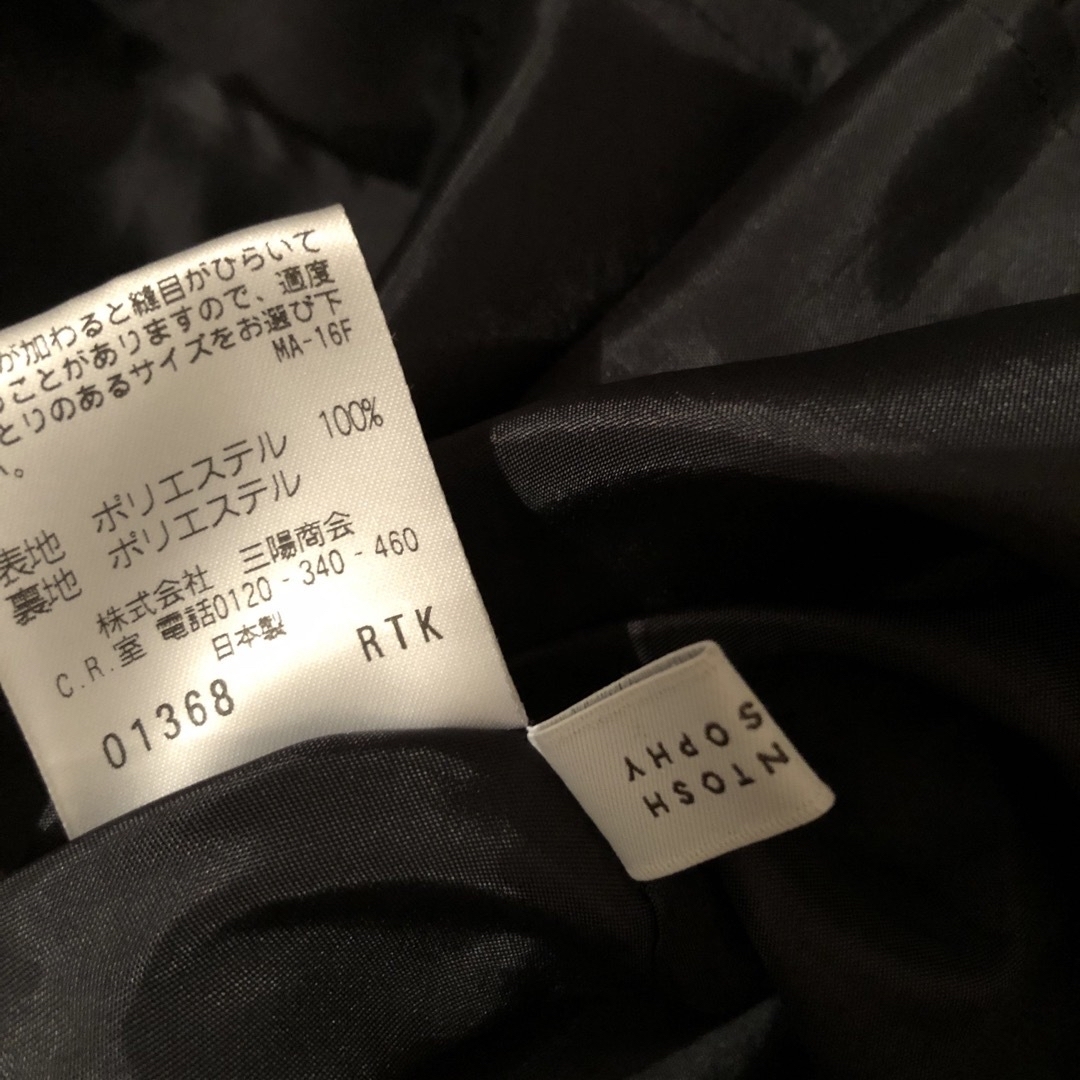 が加わると縫目がひらいて
ことがありますので、適度
とりのあるサイズをお選び下
い。
MA-16F
表地 ポリエステル 100%
裏地 ポリエステル
株式会社 三陽商会
C.R.室 電話0120-340-460
日本製
01368 RTK
NTOSH
SOPHY